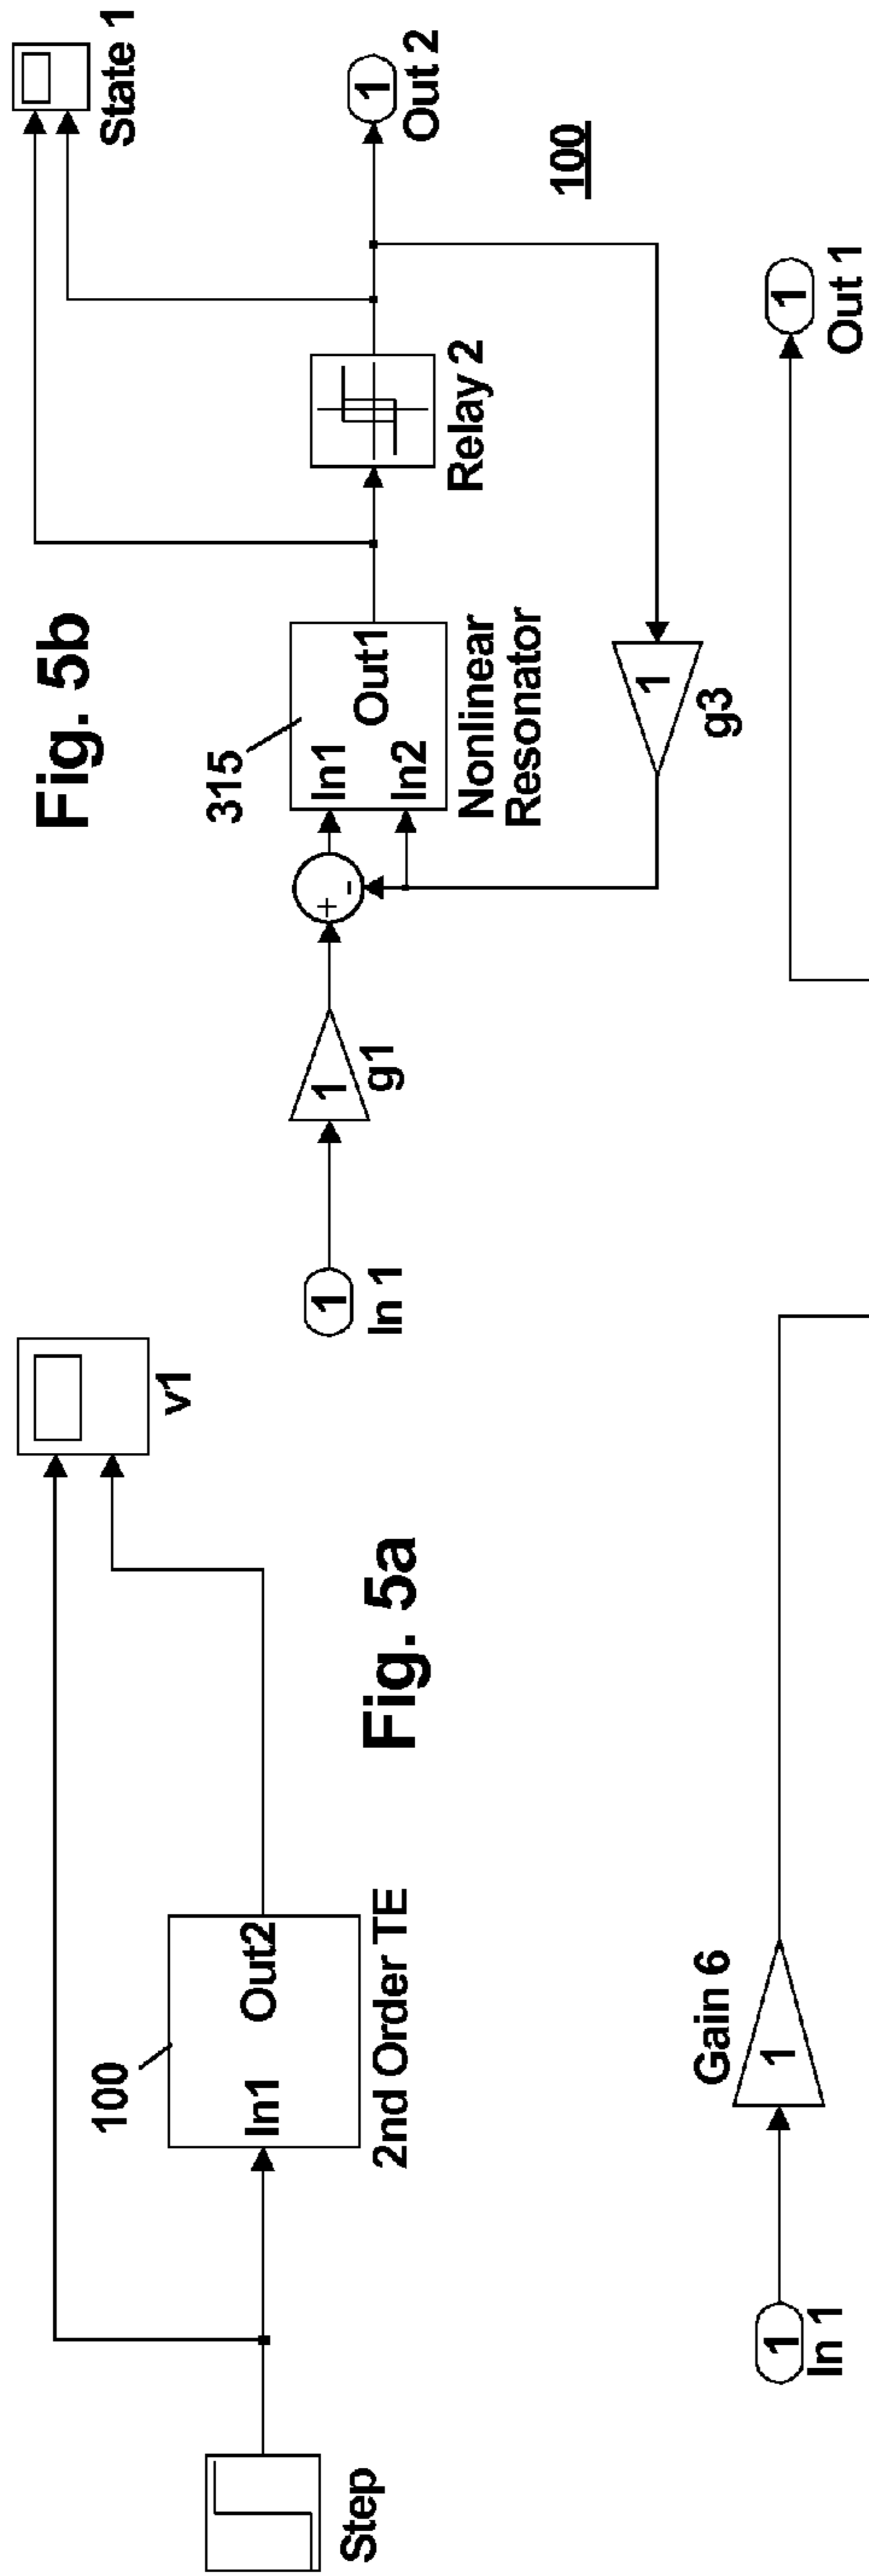 Fig. 5a
Step
100
In1
Out2
2nd Order TE
v1
Fig. 5b
1
In 1
1
g1
+
-
315
In1
In2
Out1
Nonlinear
Resonator
Relay 2
State 1
1
Out 2
1
g3
100
1
In 1
Gain 6
1
1
Out 1